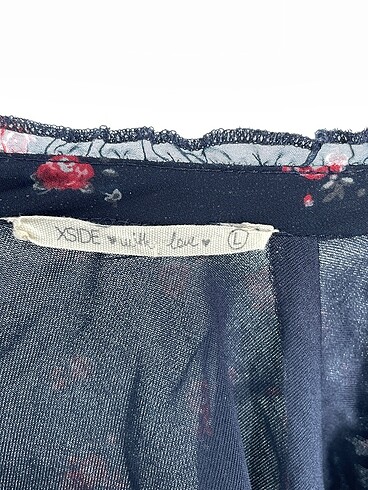 XSIDE ♥ with love ♥ L